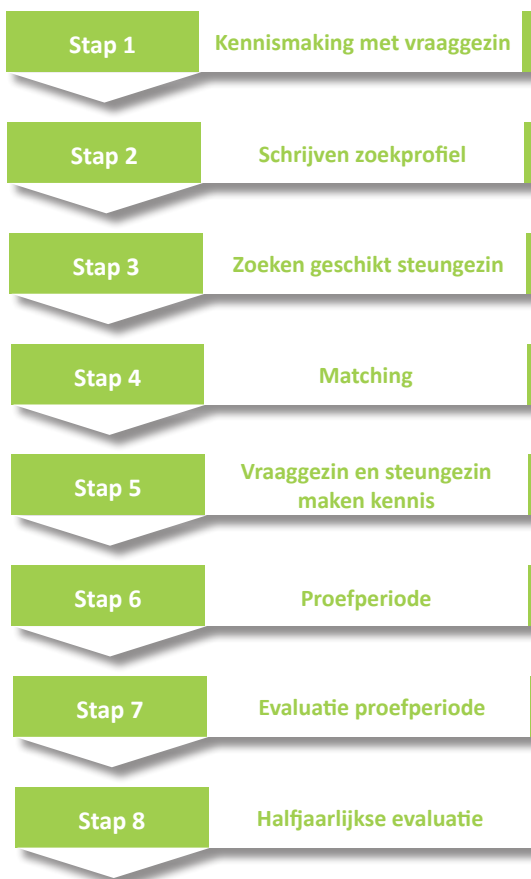 Stap 1
Kennismaking met vraaggezin
Stap 2
Schrijven zoekprofiel
Stap 3
Zoeken geschikt steungezin
Stap 4
Matching
Stap 5
Vraaggezin en steungezin
maken kennis
Stap 6
Proefperiode
Stap 7
Evaluatie proefperiode
Stap 8
Halfjaarlijkse evaluatie